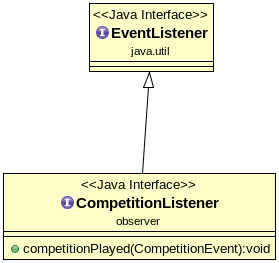 <<Java Interface>>
EventListener
java.util
<<Java Interface>>
CompetitionListener
observer
competitionPlayed(CompetitionEvent):void